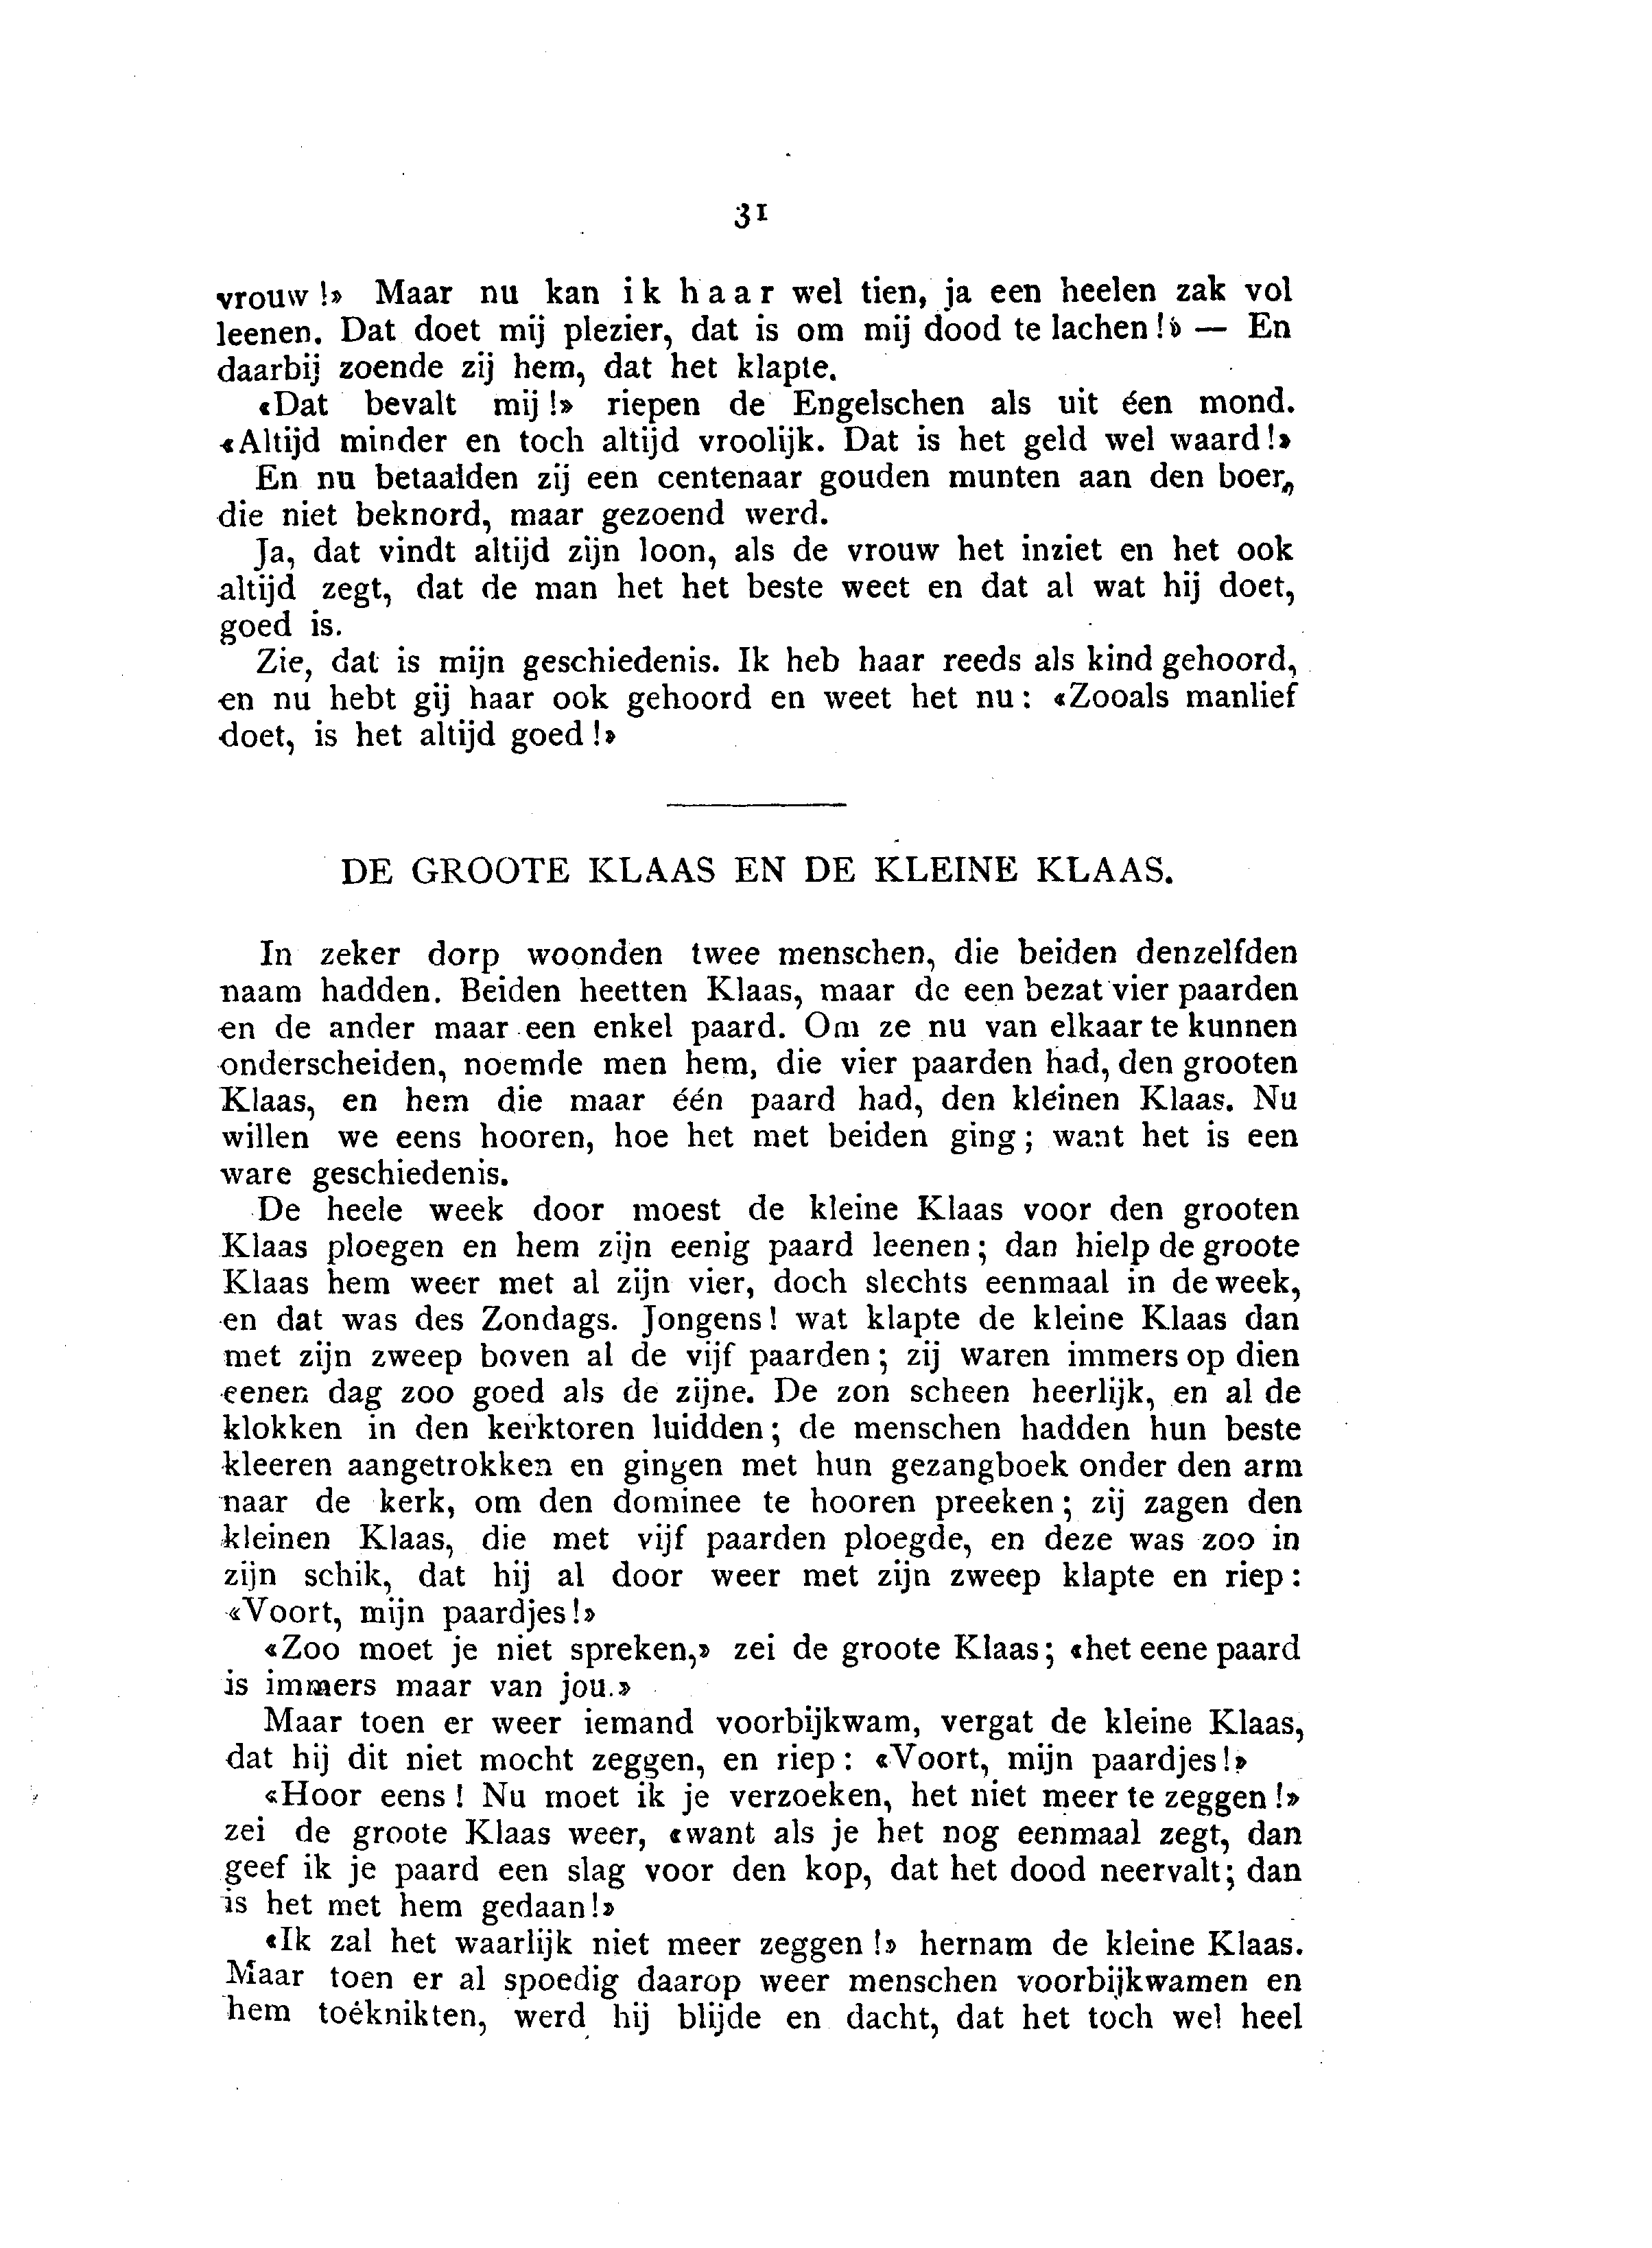 31
vrouw!» Maar nu kan ik haar wel tien, ja een heelen zak vol
leenen. Dat doet mij plezier, dat is om mij dood te lachen!» — En
daarbij zoende zij hem, dat het klapte.
«Dat bevalt mij!» riepen de Engelschen als uit éen mond.
«Altijd minder en toch altijd vroolijk. Dat is het geld wel waard!»
En nu betaalden zij een centenaar gouden munten aan den boer,
die niet beknord, maar gezoend werd.
Ja, dat vindt altijd zijn loon, als de vrouw het inziet en het ook
altijd zegt, dat de man het het beste weet en dat al wat hij doet,
goed is.
Zie, dat is mijn geschiedenis. Ik heb haar reeds als kind gehoord,
en nu hebt gij haar ook gehoord en weet het nu: «Zooals manlief
doet, is het altijd goed!»
DE GROOTE KLAAS EN DE KLEINE KLAAS.
In zeker dorp woonden twee menschen, die beiden denzelfden
naam hadden. Beiden heetten Klaas, maar de een bezat vier paarden
en de ander maar een enkel paard. Om ze nu van elkaar te kunnen
onderscheiden, noemde men hem, die vier paarden had, den grooten
Klaas, en hem die maar één paard had, den kleinen Klaas. Nu
willen we eens hooren, hoe het met beiden ging; want het is een
ware geschiedenis.
De heele week door moest de kleine Klaas voor den grooten
Klaas ploegen en hem zijn eenig paard leenen; dan hielp de groote
Klaas hem weer met al zijn vier, doch slechts eenmaal in de week,
en dat was des Zondags. Jongens! wat klapte de kleine Klaas dan
met zijn zweep boven al de vijf paarden; zij waren immers op dien
eenen dag zoo goed als de zijne. De zon scheen heerlijk, en al de
klokken in den kerktoren luidden; de menschen hadden hun beste
kleeren aangetrokken en gingen met hun gezangboek onder den arm
naar de kerk, om den dominee te hooren preeken; zij zagen den
kleinen Klaas, die met vijf paarden ploegde, en deze was zoo in
zijn schik, dat hij al door weer met zijn zweep klapte en riep:
«Voort, mijn paardjes!»
«Zoo moet je niet spreken,» zei de groote Klaas; «het eene paard
is immers maar van jou.»
Maar toen er weer iemand voorbijkwam, vergat de kleine Klaas,
dat hij dit niet mocht zeggen, en riep: «Voort, mijn paardjes!»
«Hoor eens! Nu moet ik je verzoeken, het niet meer te zeggen!»
zei de groote Klaas weer, «want als je het nog eenmaal zegt, dan
geef ik je paard een slag voor den kop, dat het dood neervalt; dan
is het met hem gedaan!»
«Ik zal het waarlijk niet meer zeggen!» hernam de kleine Klaas.
Maar toen er al spoedig daarop weer menschen voorbijkwamen en
hem toeknikten, werd hij blijde en dacht, dat het toch wel heel